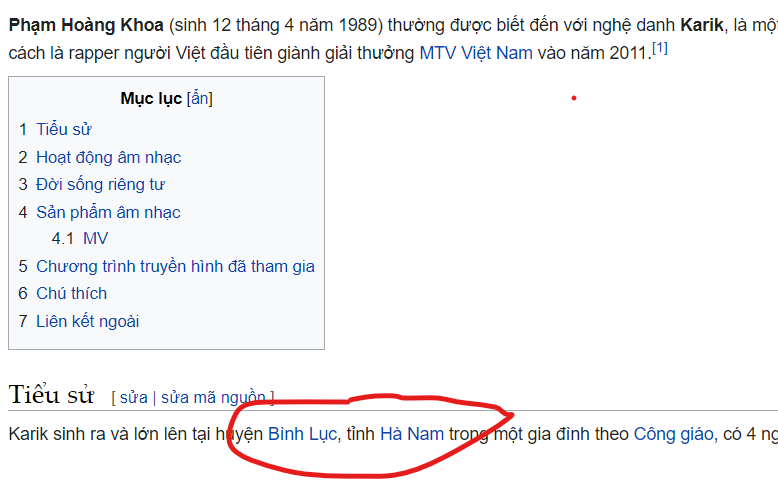 Phạm Hoàng Khoa (sinh 12 tháng 4 năm 1989) thường được biết đến với nghệ danh Karik, là
cách là rapper người Việt đầu tiên giành giải thưởng MTV Việt Nam vào năm 2011.[1]
Mục lục [ẩn]
1 Tiểu sử
2 Hoạt động âm nhạc
3 Đời sống riêng tư
4 Sản phẩm âm nhạc
4.1 MV
5 Chương trình truyền hình đã tham gia
6 Chú thích
7 Liên kết ngoài
Tiểu sử [ sửa | sửa mã nguồn ]
Karik sinh ra và lớn lên tại huyện Bình Lục, tỉnh Hà Nam trong một gia đình theo Công giáo, có 4